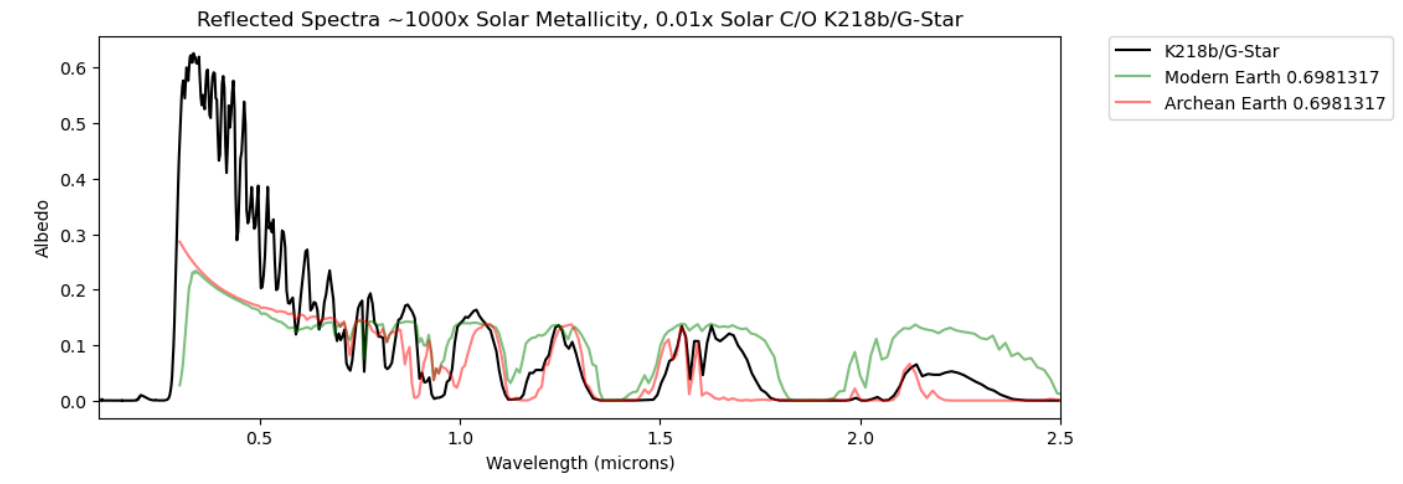 Reflected Spectra ~1000x Solar Metallicity, 0.01x Solar C/O K218b/G-Star
K218b/G-Star
Modern Earth 0.6981317
Archean Earth 0.6981317
Albedo
0.6
0.5
0.4
0.3
0.2
0.1
0.0
0.5
1.0
1.5
2.0
2.5
Wavelength (microns)